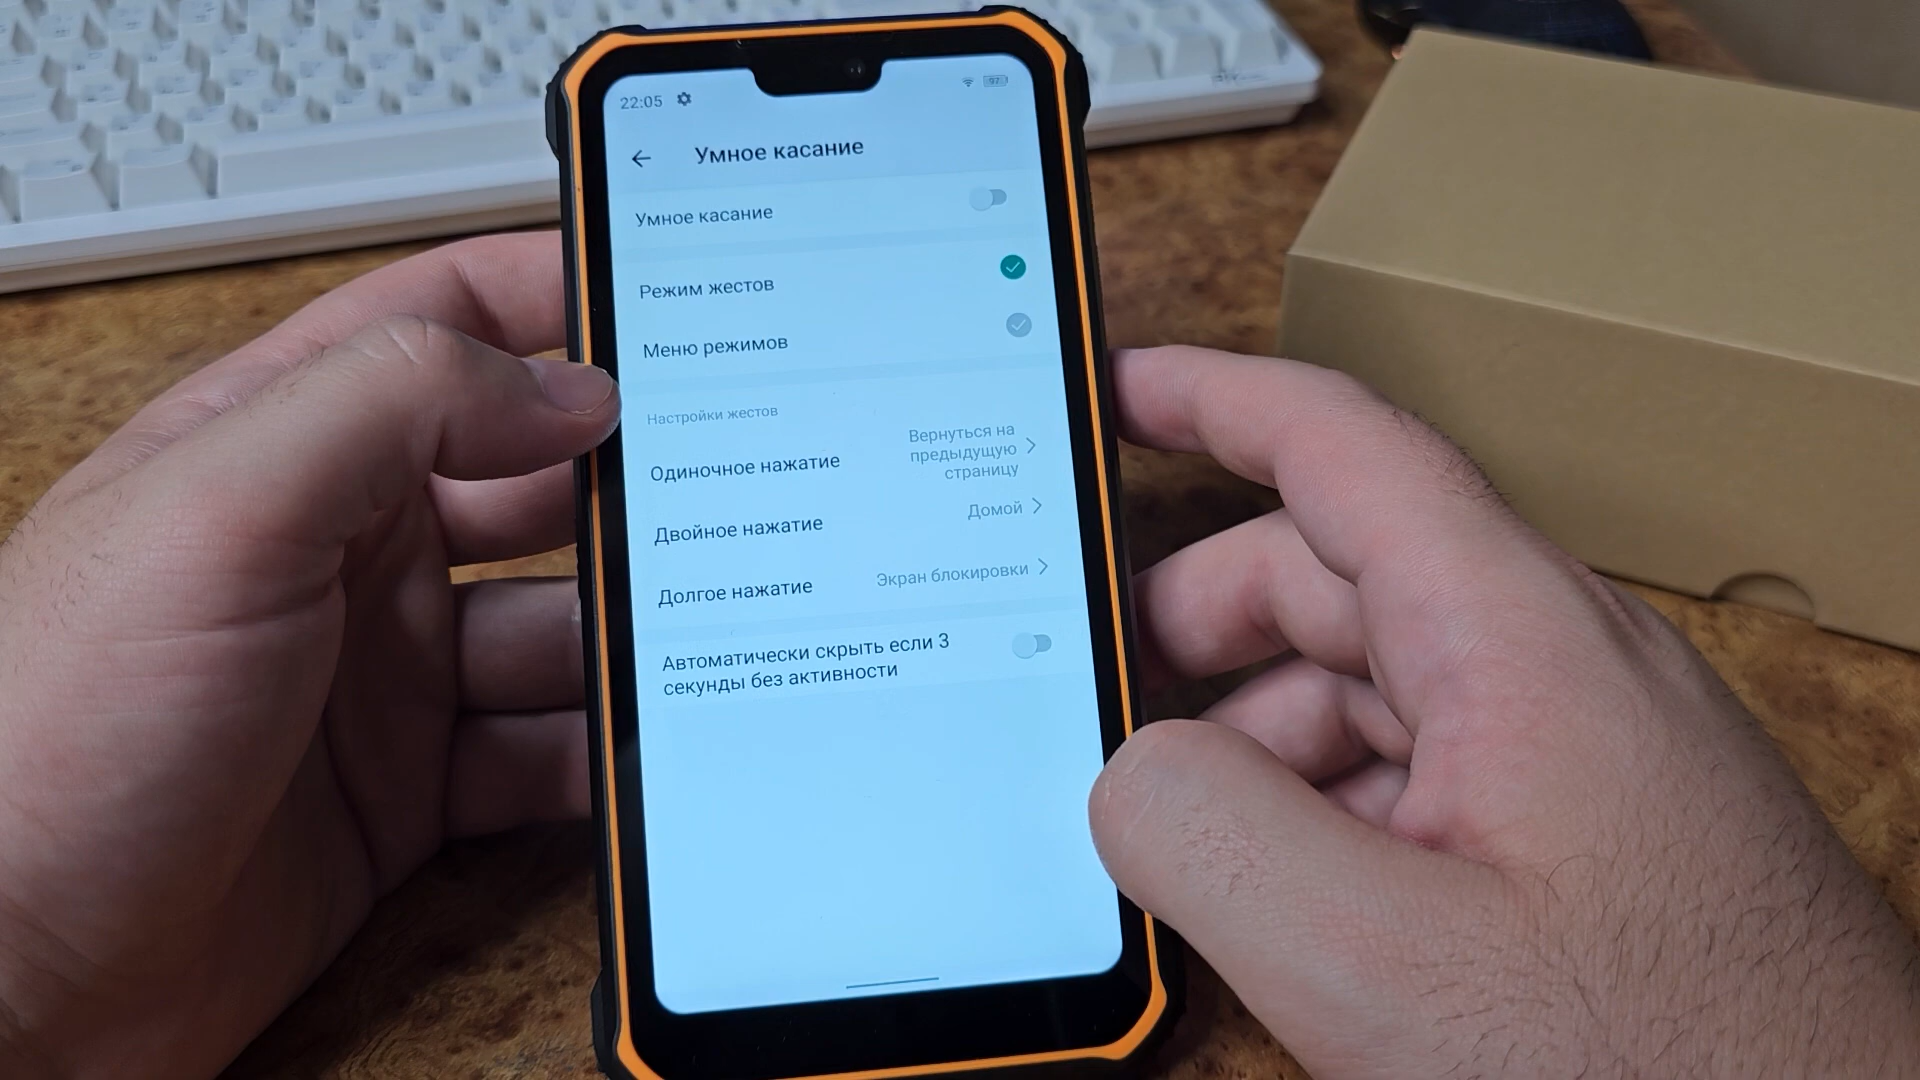 22:05
97
Умное касание
Умное касание
Режим жестов
Меню режимов
Настройки жестов
Одиночное нажатие
Вернуться на
предыдущую
страницу
Двойное нажатие
Домой
Долгое нажатие
Экран блокировки
Автоматически скрыть если 3
секунды без активности